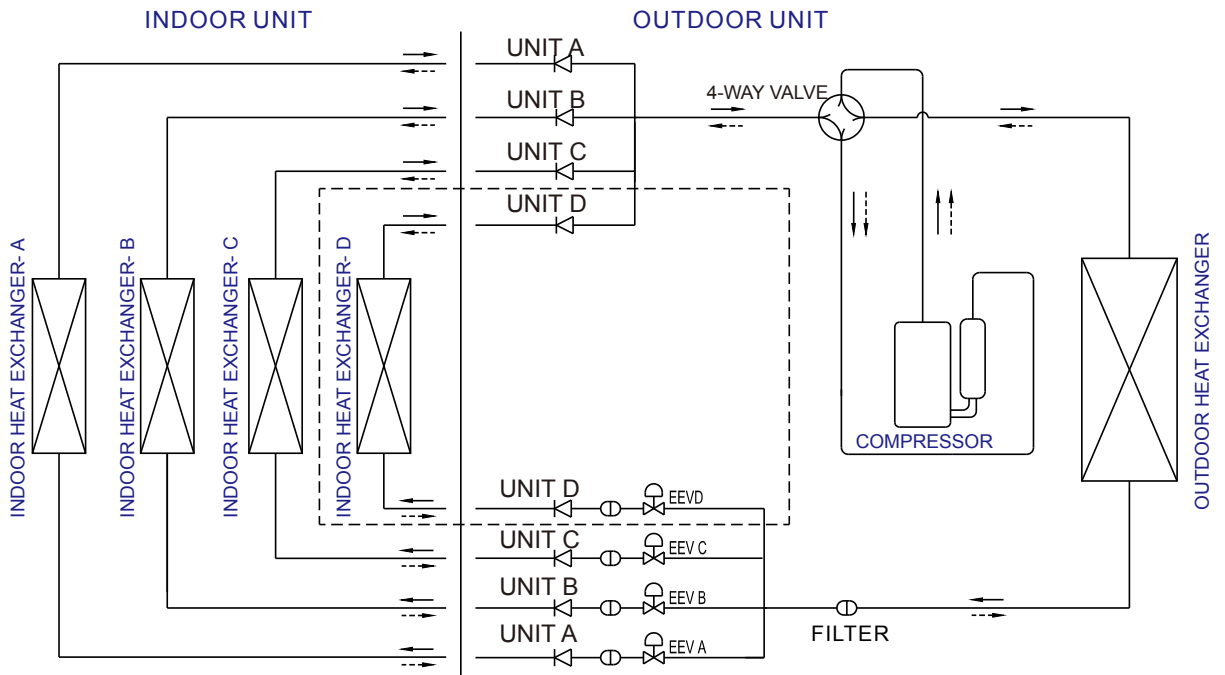 INDOOR UNIT
OUTDOOR UNIT
UNIT A
4-WAY VALVE
UNIT B
UNIT C
UNIT D
INDOOR HEAT EXCHANGER- A
INDOOR HEAT EXCHANGER- B
INDOOR HEAT EXCHANGER- C
INDOOR HEAT EXCHANGER- D
OUTDOOR HEAT EXCHANGER
COMPRESSOR
UNIT D
EEVD
UNIT C
EEV C
UNIT B
EEV B
FILTER
UNIT A
EEV A